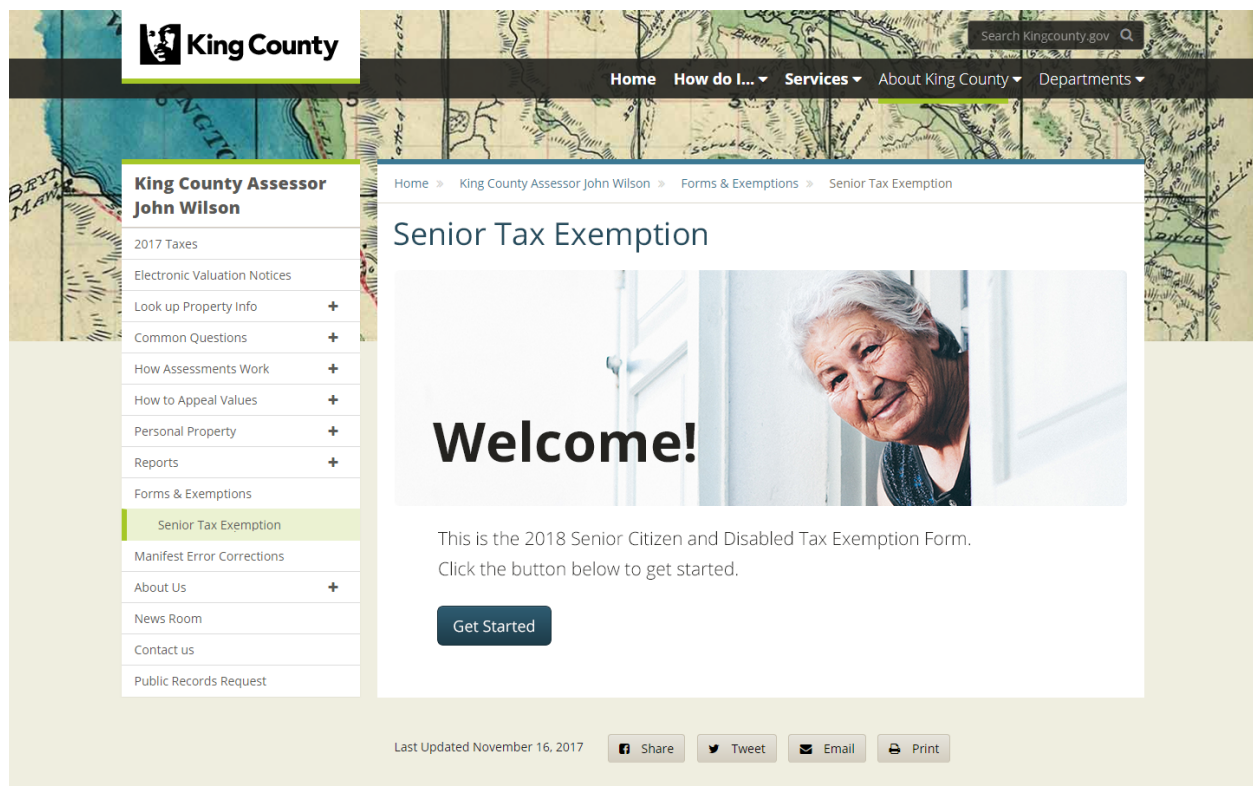 King County
Search Kingcounty.gov
Home How do I... Services About King County Departments
King County Assessor
John Wilson
2017 Taxes
Electronic Valuation Notices
Look up Property Info
Common Questions
How Assessments Work
How to Appeal Values
Personal Property
Reports
Forms & Exemptions
Senior Tax Exemption
Manifest Error Corrections
About Us
News Room
Contact us
Public Records Request
Home » King County Assessor John Wilson » Forms & Exemptions » Senior Tax Exemption
Senior Tax Exemption
Welcome!
This is the 2018 Senior Citizen and Disabled Tax Exemption Form.
Click the button below to get started.
Get Started
Last Updated November 16, 2017 Share Tweet Email Print